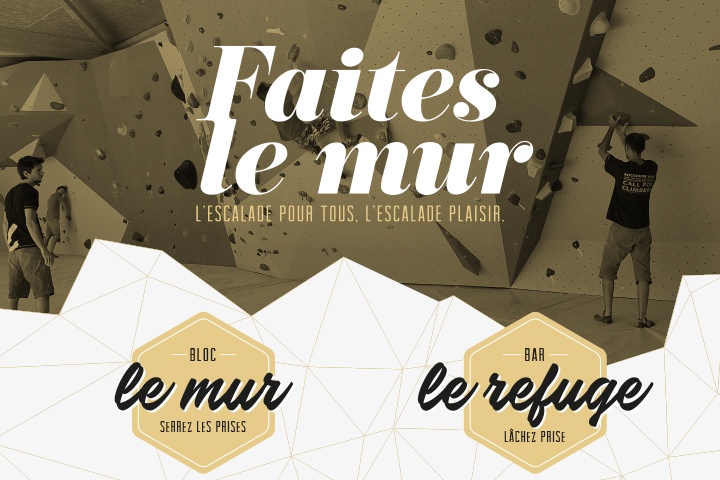 Faites
le mur
L'ESCALADE POUR TOUS, L'ESCALADE PLAISIR.
BLOC
le mur
SERREZ LES PRISES
BAR
le refuge
LÂCHEZ PRISE